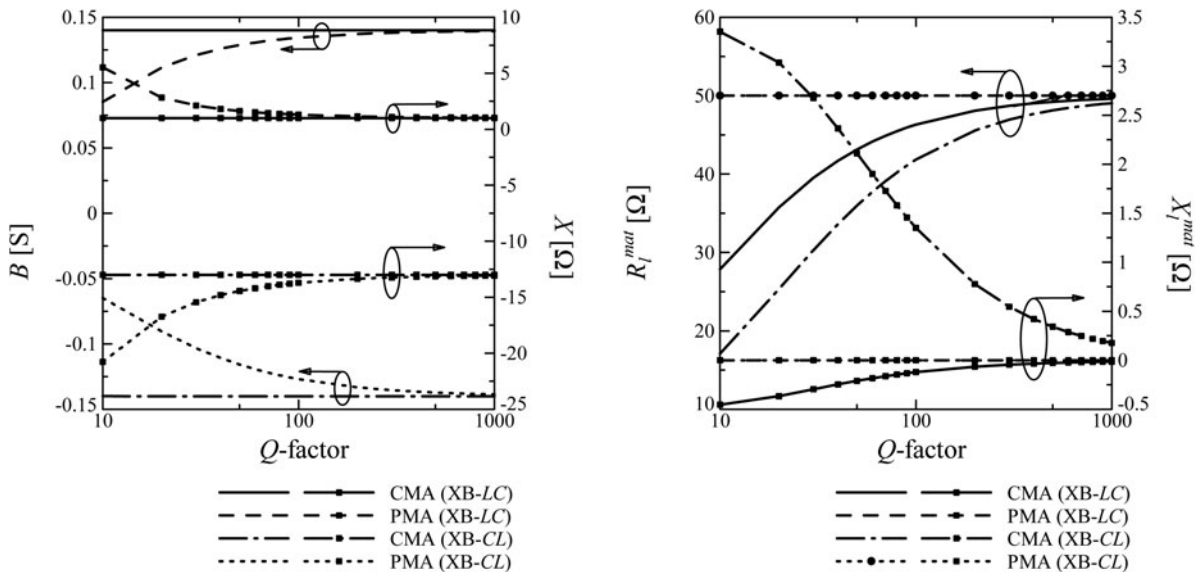 0.15
0.1
0.05
0
-0.05
-0.1
-0.15
B [S]
10
5
0
-5
-10
-15
-20
-25
X [℧]
10
100
1000
Q-factor
CMA (XB-LC)
PMA (XB-LC)
CMA (XB-CL)
PMA (XB-CL)
60
50
40
30
20
10
R_l^mat [Ω]
3.5
3
2.5
2
1.5
1
0.5
0
-0.5
X_l^mat [℧]
10
100
1000
Q-factor
CMA (XB-LC)
PMA (XB-LC)
CMA (XB-CL)
PMA (XB-CL)